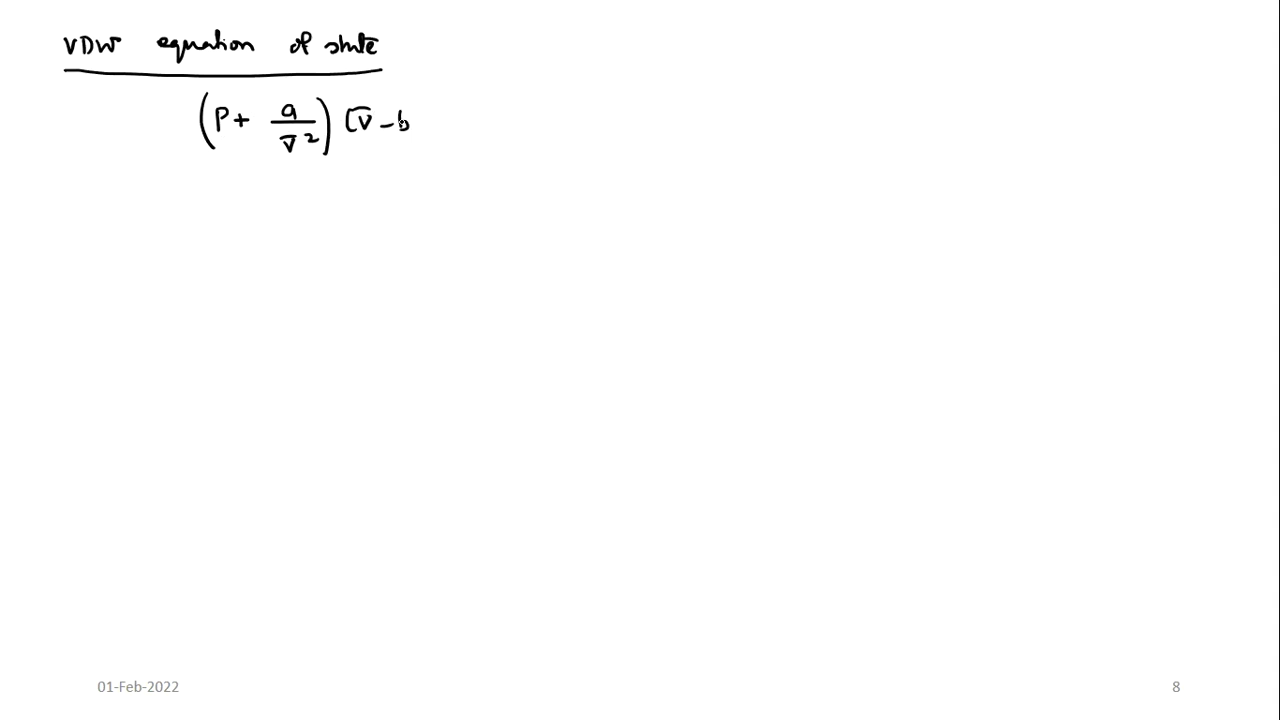 VDW equation of state
(P + a/v̅²) (v̅ - b
01-Feb-2022
8